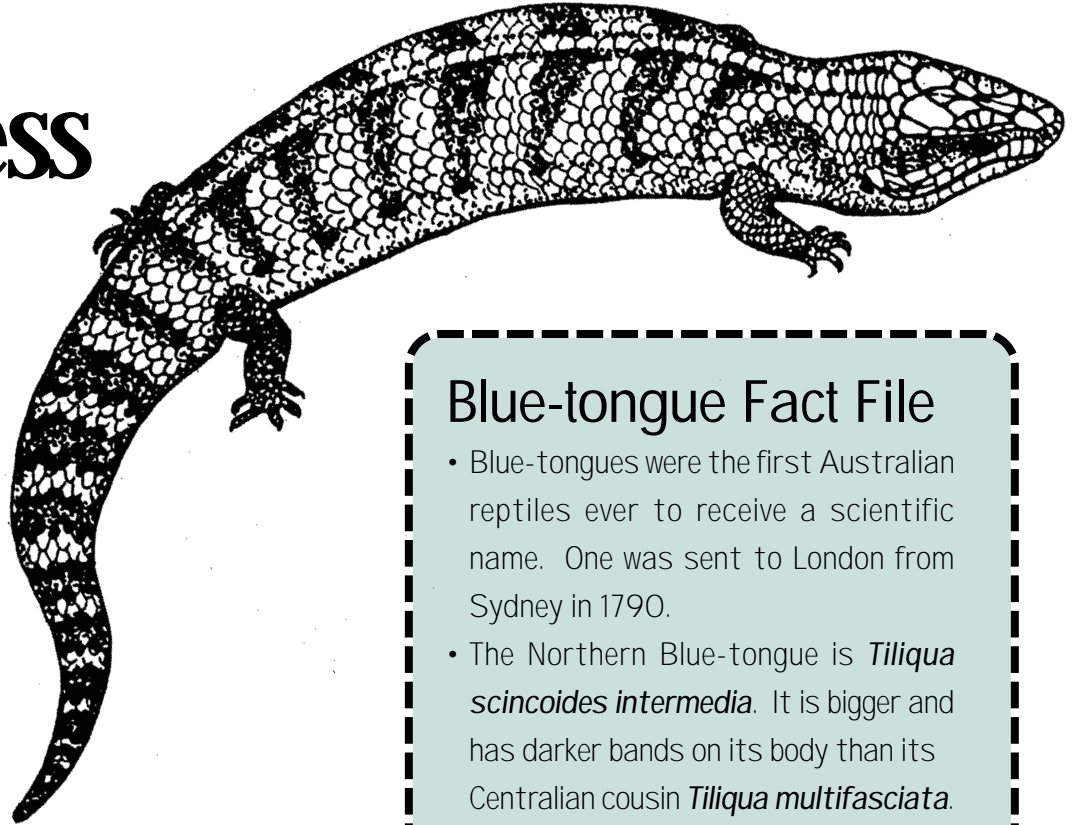 Blue-tongue Fact File
• Blue-tongues were the first Australian
reptiles ever to receive a scientific
name. One was sent to London from
Sydney in 1790.
• The Northern Blue-tongue is Tiliqua
scincoides intermedia. It is bigger and
has darker bands on its body than its
Centralian cousin Tiliqua multifasciata.